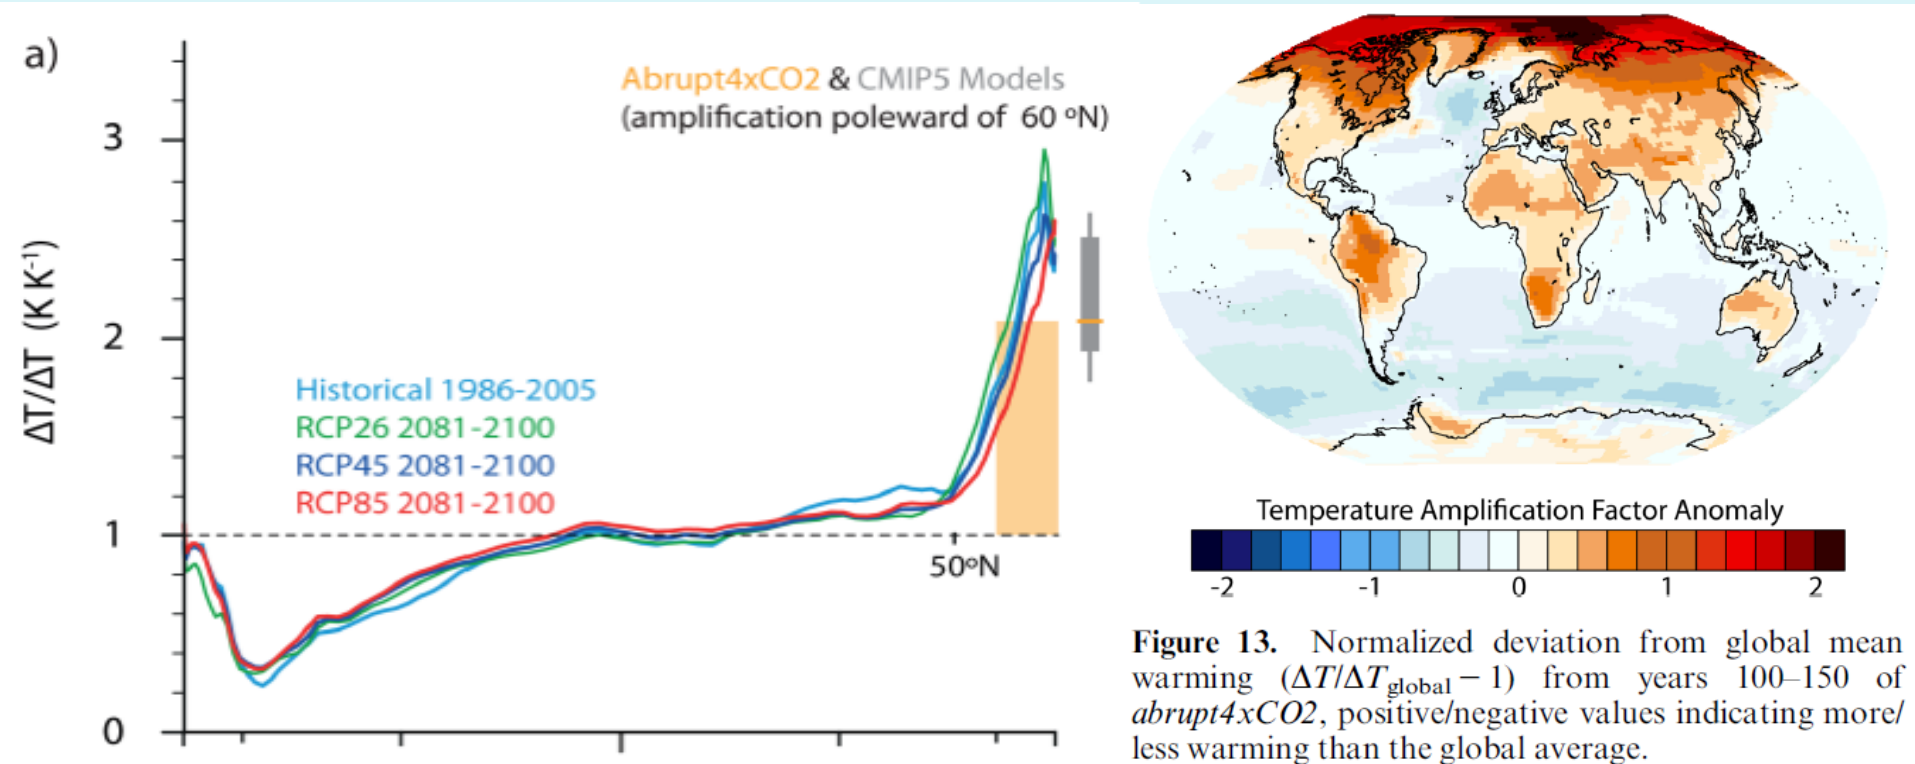 a)
Abrupt4xCO2 & CMIP5 Models
(amplification poleward of 60 ºN)
3
2
1
0
ΔT/ΔT (K K⁻¹)
Historical 1986-2005
RCP26 2081-2100
RCP45 2081-2100
RCP85 2081-2100
50ºN
Temperature Amplification Factor Anomaly
-2 -1 0 1 2
Figure 13. Normalized deviation from global mean
warming (ΔT/ΔTglobal − 1) from years 100–150 of
abrupt4xCO2, positive/negative values indicating more/
less warming than the global average.